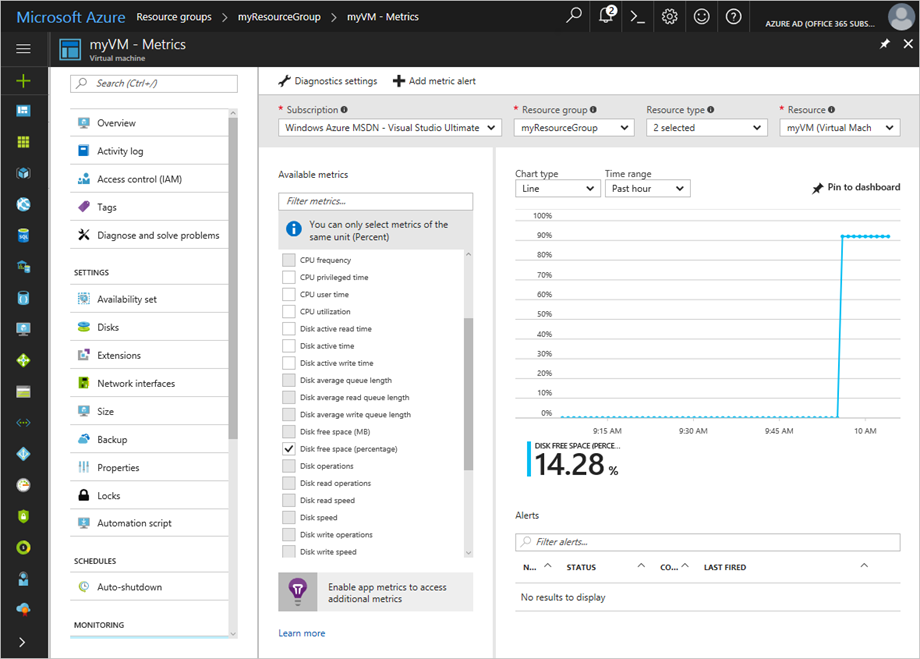 Microsoft Azure Resource groups > myResourceGroup > myVM - Metrics
2
AZURE AD (OFFICE 365 SUBS...
myVM - Metrics
Virtual machine
Search (Ctrl+/)
Overview
Activity log
Access control (IAM)
Tags
Diagnose and solve problems
SETTINGS
Availability set
Disks
Extensions
Network interfaces
Size
Backup
Properties
Locks
Automation script
SCHEDULES
Auto-shutdown
MONITORING
Diagnostics settings
Add metric alert
* Subscription
Windows Azure MSDN - Visual Studio Ultimate
* Resource group
myResourceGroup
Resource type
2 selected
* Resource
myVM (Virtual Mach
Available metrics
Filter metrics...
You can only select metrics of the
same unit (Percent)
CPU frequency
CPU privileged time
CPU user time
CPU utilization
Disk active read time
Disk active time
Disk active write time
Disk average queue length
Disk average read queue length
Disk average write queue length
Disk free space (MB)
Disk free space (percentage)
Disk operations
Disk read operations
Disk read speed
Disk speed
Disk write operations
Disk write speed
Enable app metrics to access
additional metrics
Learn more
Chart type
Line
Time range
Past hour
Pin to dashboard
100%
90%
80%
70%
60%
50%
40%
30%
20%
10%
0%
9:15 AM 9:30 AM 9:45 AM 10 AM
DISK FREE SPACE (PERCE...
14.28 %
Alerts
Filter alerts...
N... STATUS CO... LAST FIRED
No results to display